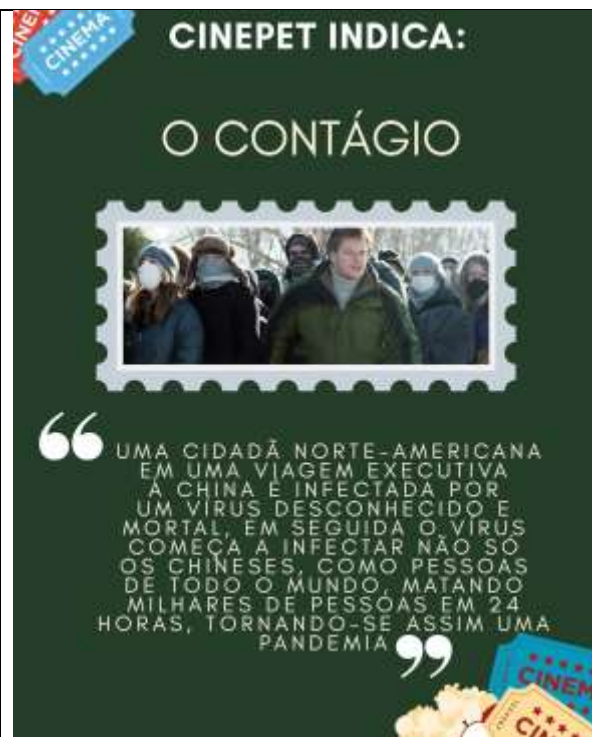 CINEMA
CINEPET INDICA:
O CONTÁGIO
“ UMA CIDADÃ NORTE-AMERICANA
EM UMA VIAGEM EXECUTIVA
À CHINA É INFECTADA POR
UM VÍRUS DESCONHECIDO E
MORTAL, EM SEGUIDA O VÍRUS
COMEÇA A INFECTAR NÃO SÓ
OS CHINESES, COMO PESSOAS
DE TODO O MUNDO, MATANDO
MILHARES DE PESSOAS EM 24
HORAS, TORNANDO-SE ASSIM UMA
PANDEMIA ”
CINEM